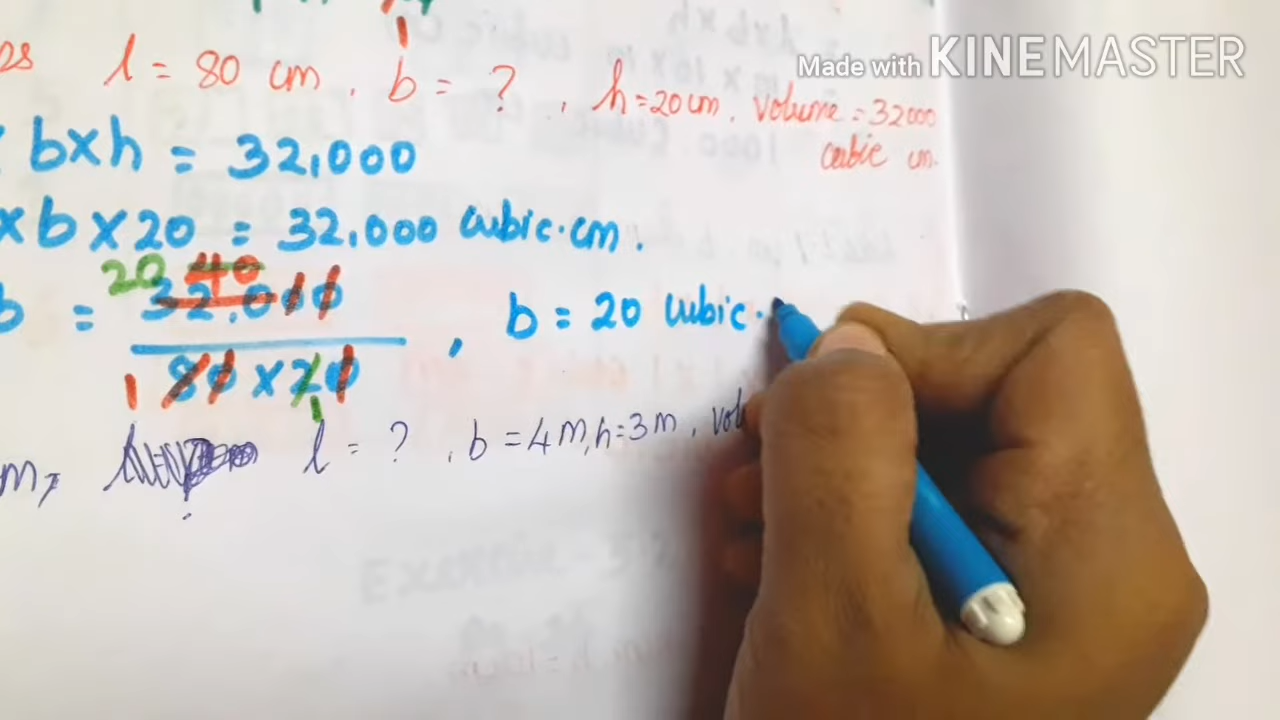 Made with KINEMASTER
l = 80 cm, b = ?, h = 20 cm, volume = 32000
cubic cm.
b x h = 32,000
x b x 20 = 32,000 cubic.cm.
20 40
b = 32,000 , b = 20 cubic.
1 80 x 20
1
m, l = ?, b = 4 m, h = 3 m,